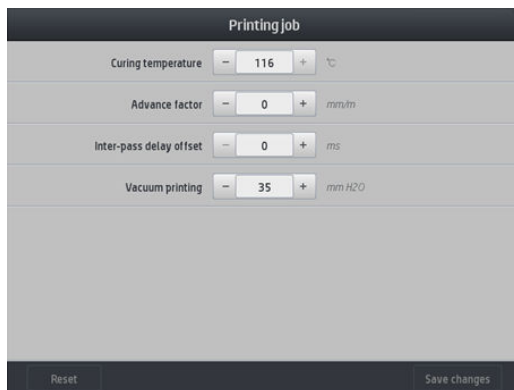 Printing job
Curing temperature - 116 + °C
Advance factor - 0 + mm/m
Inter-pass delay offset - 0 + ms
Vacuum printing - 35 + mm H2O
Reset Save changes